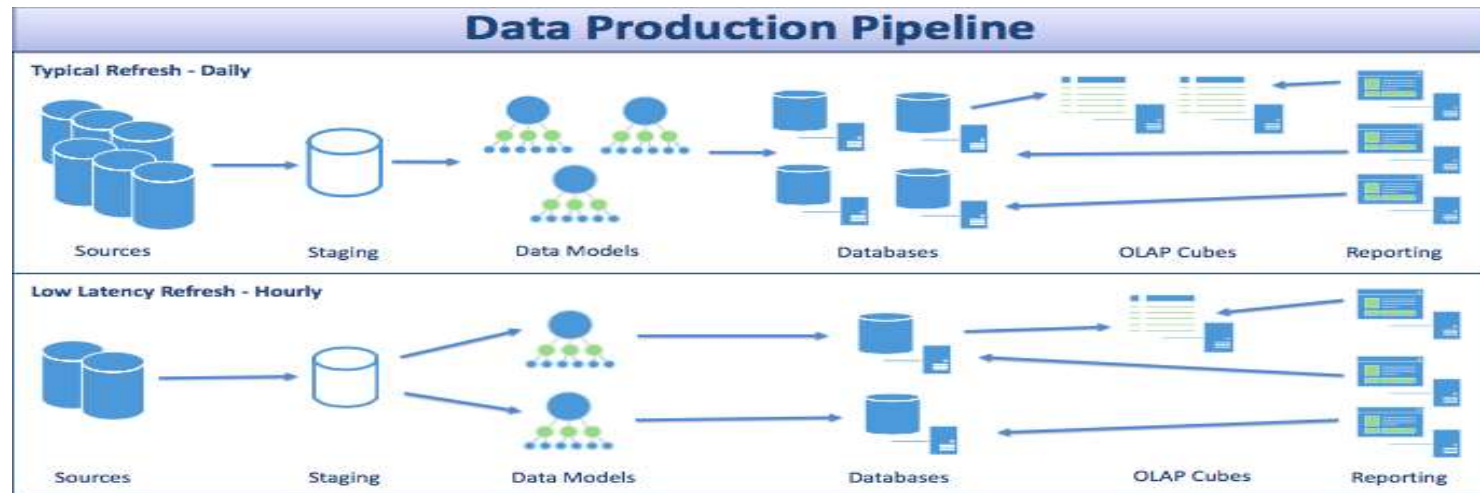 Data Production Pipeline
Typical Refresh - Daily
Sources
Staging
Data Models
Databases
OLAP Cubes
Reporting
Low Latency Refresh - Hourly
Sources
Staging
Data Models
Databases
OLAP Cubes
Reporting